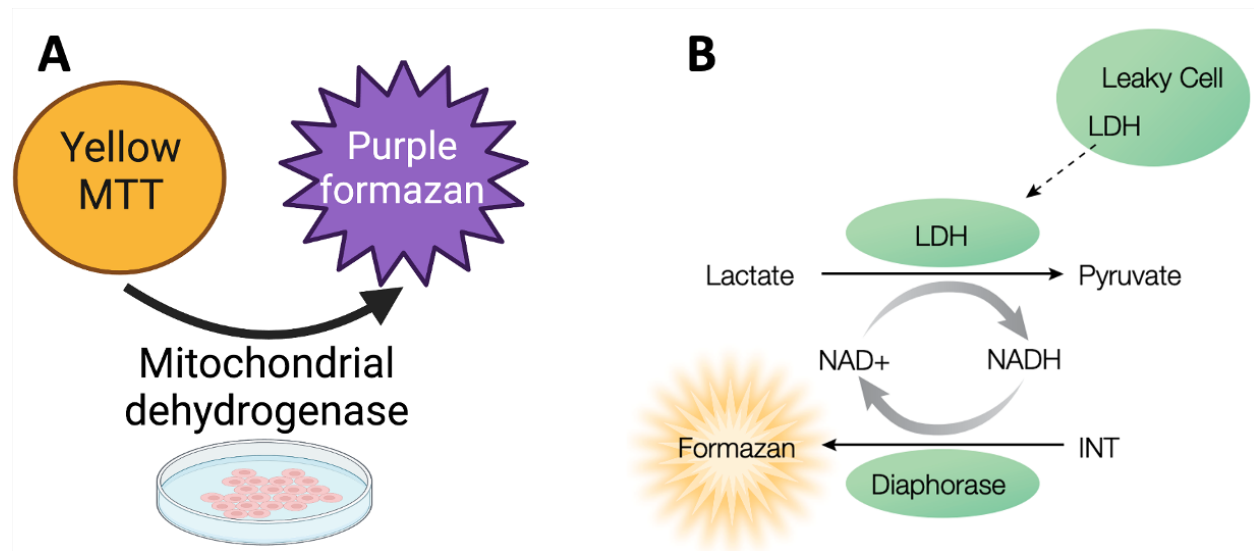 A
Yellow
MTT
Purple
formazan
Mitochondrial
dehydrogenase
B
Leaky Cell
LDH
LDH
Lactate
Pyruvate
NAD+
NADH
Formazan
INT
Diaphorase